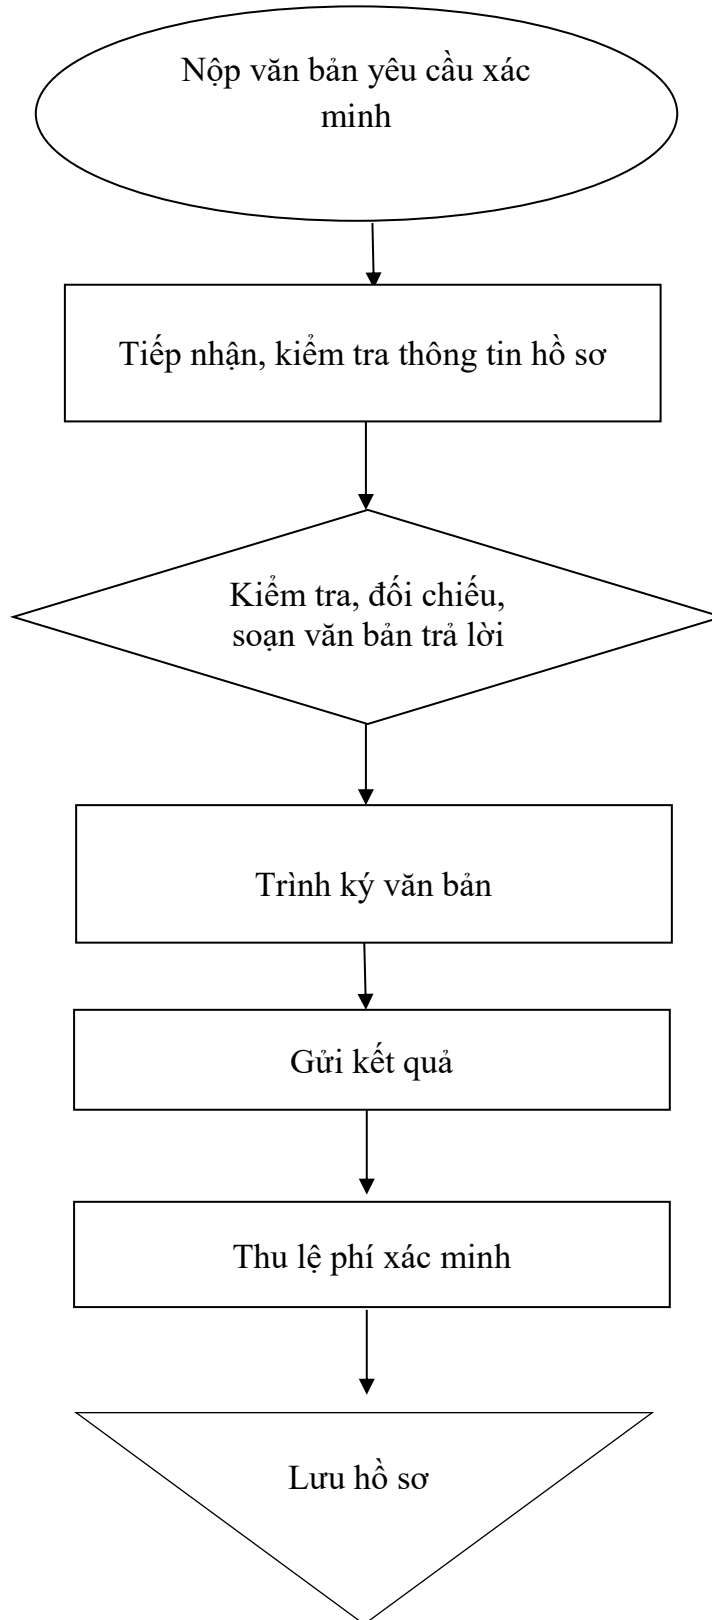 Nộp văn bản yêu cầu xác
minh
Tiếp nhận, kiểm tra thông tin hồ sơ
Kiểm tra, đối chiếu,
soạn văn bản trả lời
Trình ký văn bản
Gửi kết quả
Thu lệ phí xác minh
Lưu hồ sơ